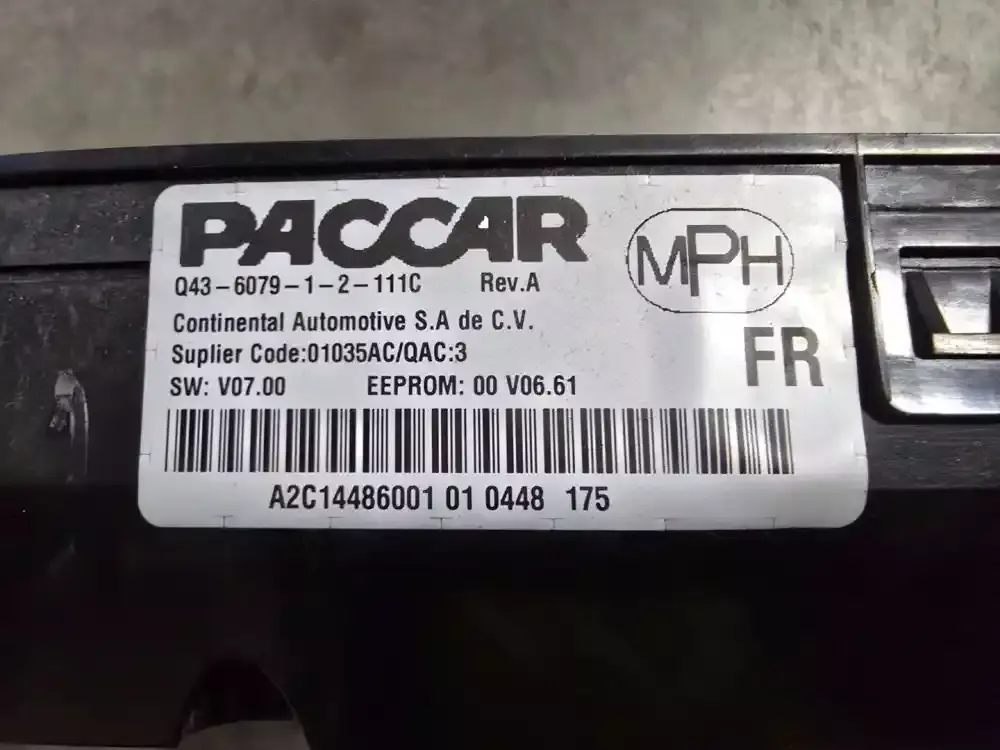 PACCAR
MPH
Q43-6079-1-2-111C Rev.A
Continental Automotive S.A de C.V.
Suplier Code:01035AC/QAC:3
FR
SW: V07.00 EEPROM: 00 V06.61
A2C14486001 01 0448 175